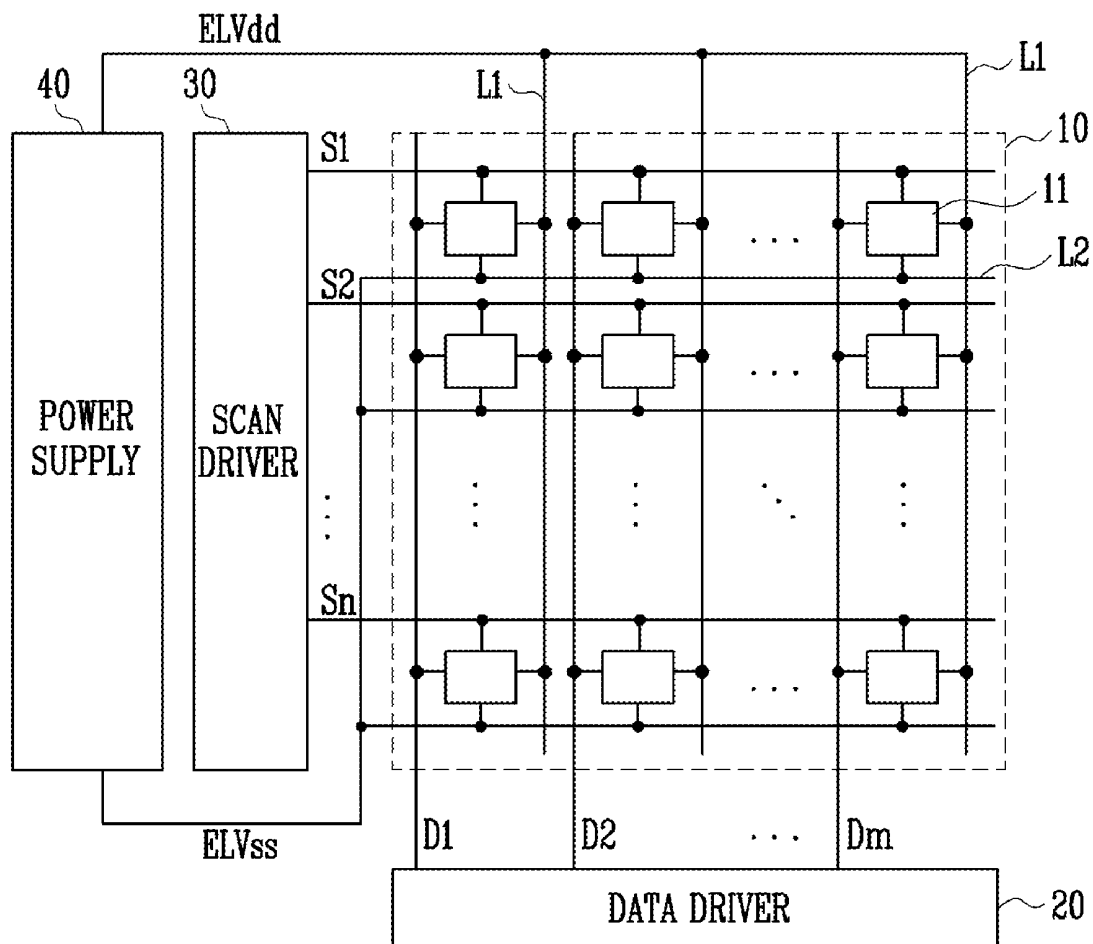 ELVdd
40
30
L1
L1
10
S1
11
L2
S2
POWER
SUPPLY
SCAN
DRIVER
Sn
ELVss
D1
D2
Dm
DATA DRIVER
20